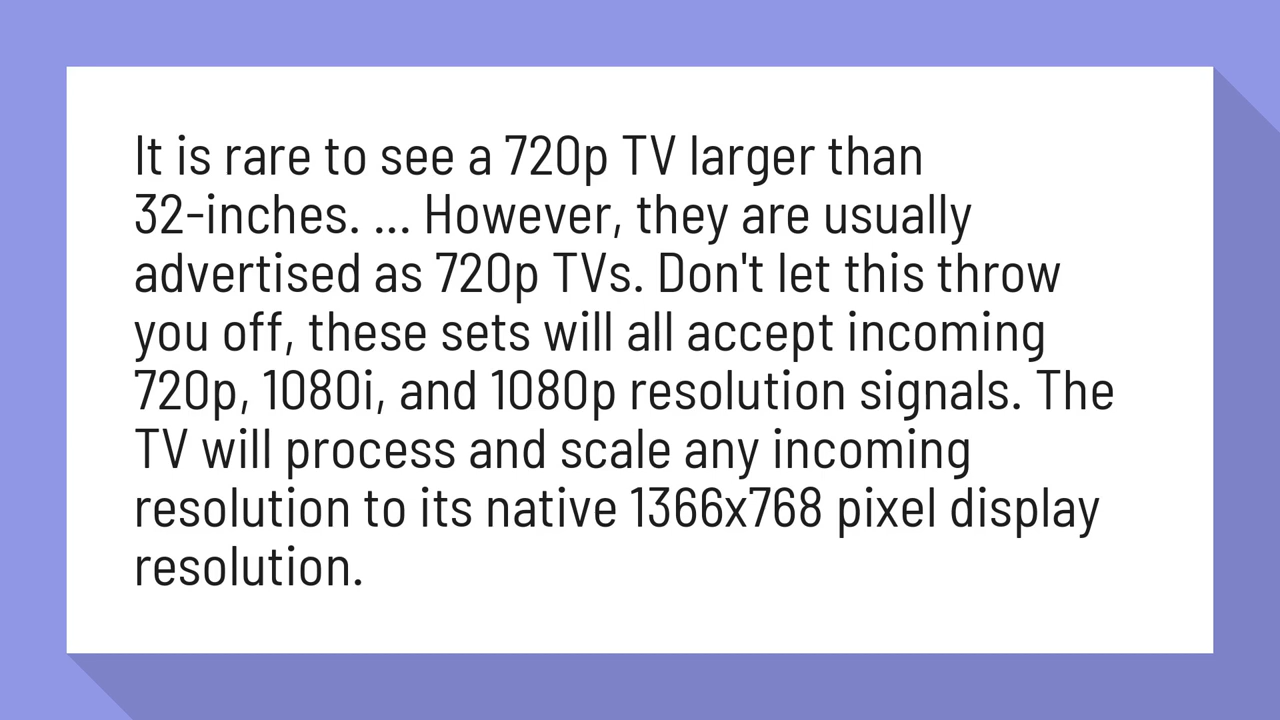 It is rare to see a 720p TV larger than
32-inches. ... However, they are usually
advertised as 720p TVs. Don't let this throw
you off, these sets will all accept incoming
720p, 1080i, and 1080p resolution signals. The
TV will process and scale any incoming
resolution to its native 1366x768 pixel display
resolution.